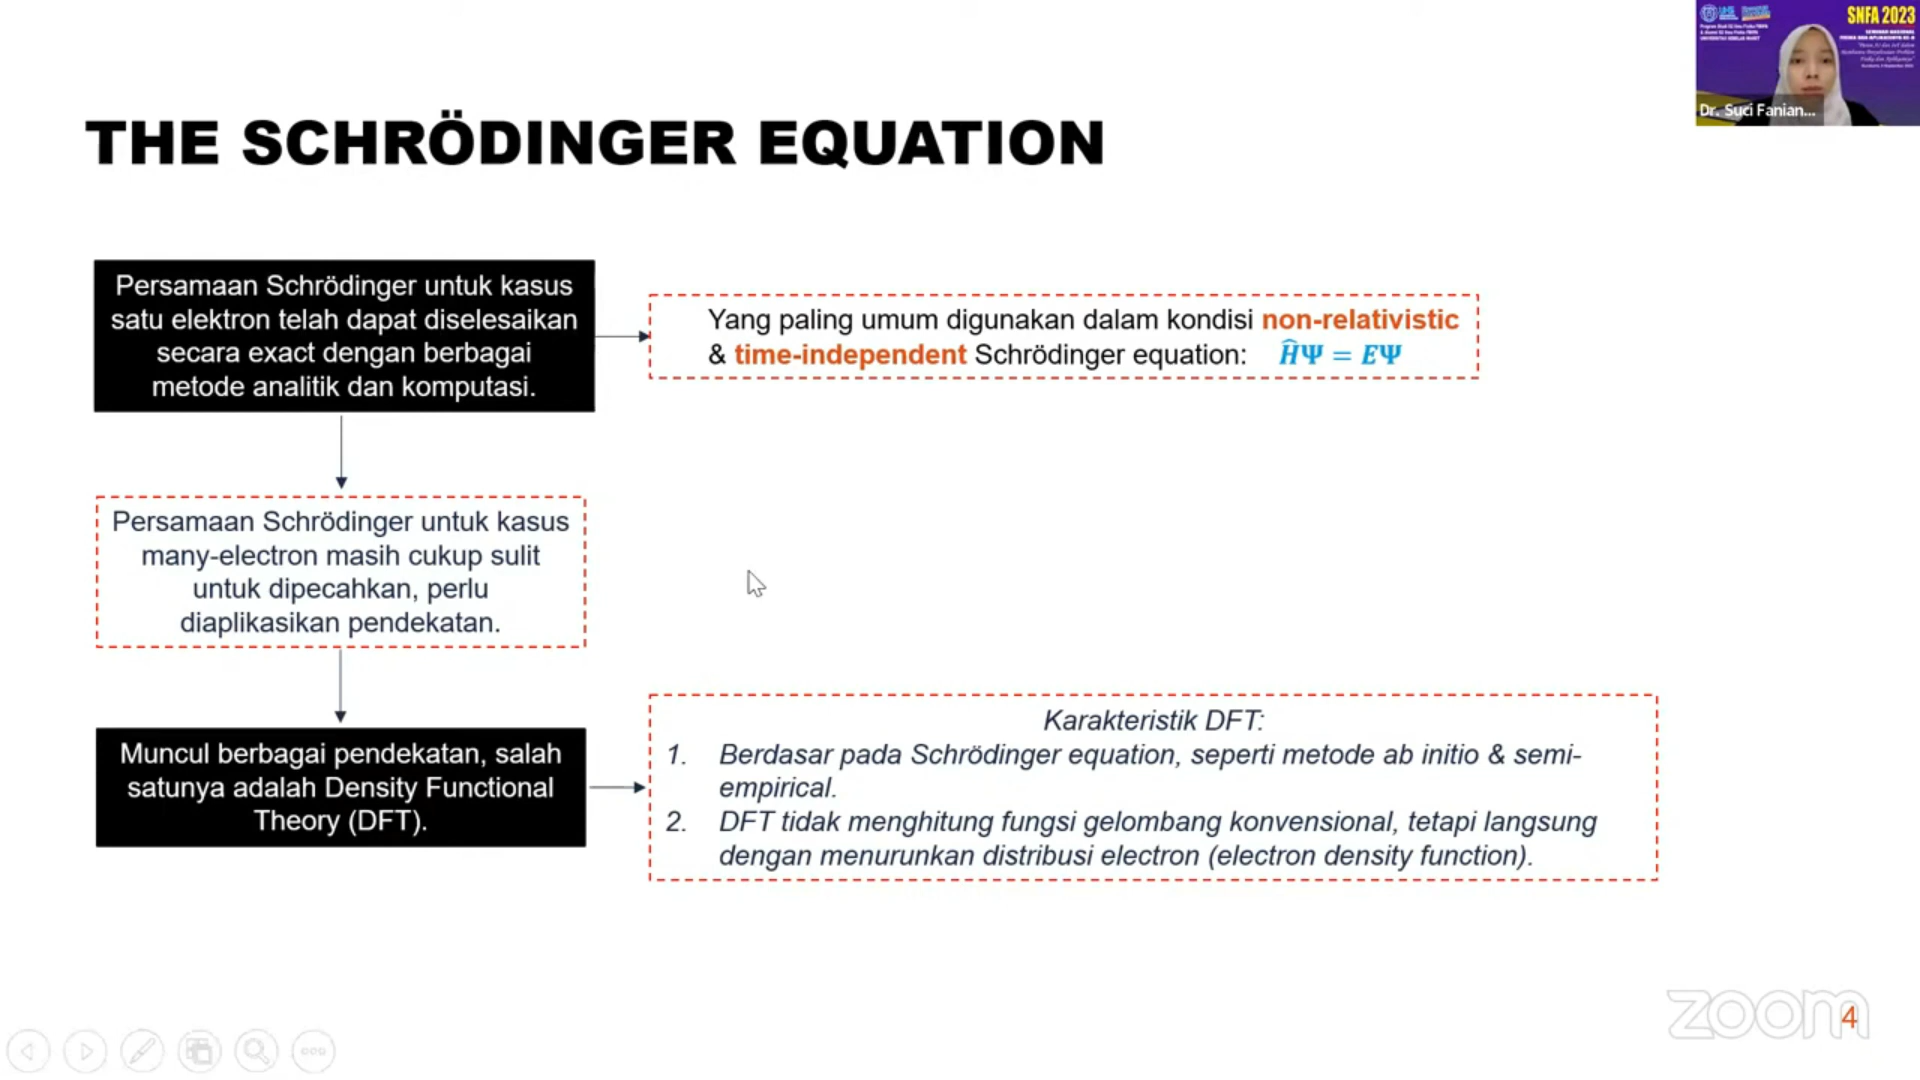 SNFA 2023
Dr. Suci Fanian...
THE SCHRÖDINGER EQUATION
Persamaan Schrödinger untuk kasus
satu elektron telah dapat diselesaikan
secara exact dengan berbagai
metode analitik dan komputasi.
Yang paling umum digunakan dalam kondisi non-relativistic
& time-independent Schrödinger equation: ĤΨ = EΨ
Persamaan Schrödinger untuk kasus
many-electron masih cukup sulit
untuk dipecahkan, perlu
diaplikasikan pendekatan.
Muncul berbagai pendekatan, salah
satunya adalah Density Functional
Theory (DFT).
Karakteristik DFT:
1. Berdasar pada Schrödinger equation, seperti metode ab initio & semi-
empirical.
2. DFT tidak menghitung fungsi gelombang konvensional, tetapi langsung
dengan menurunkan distribusi electron (electron density function).
zoom
4